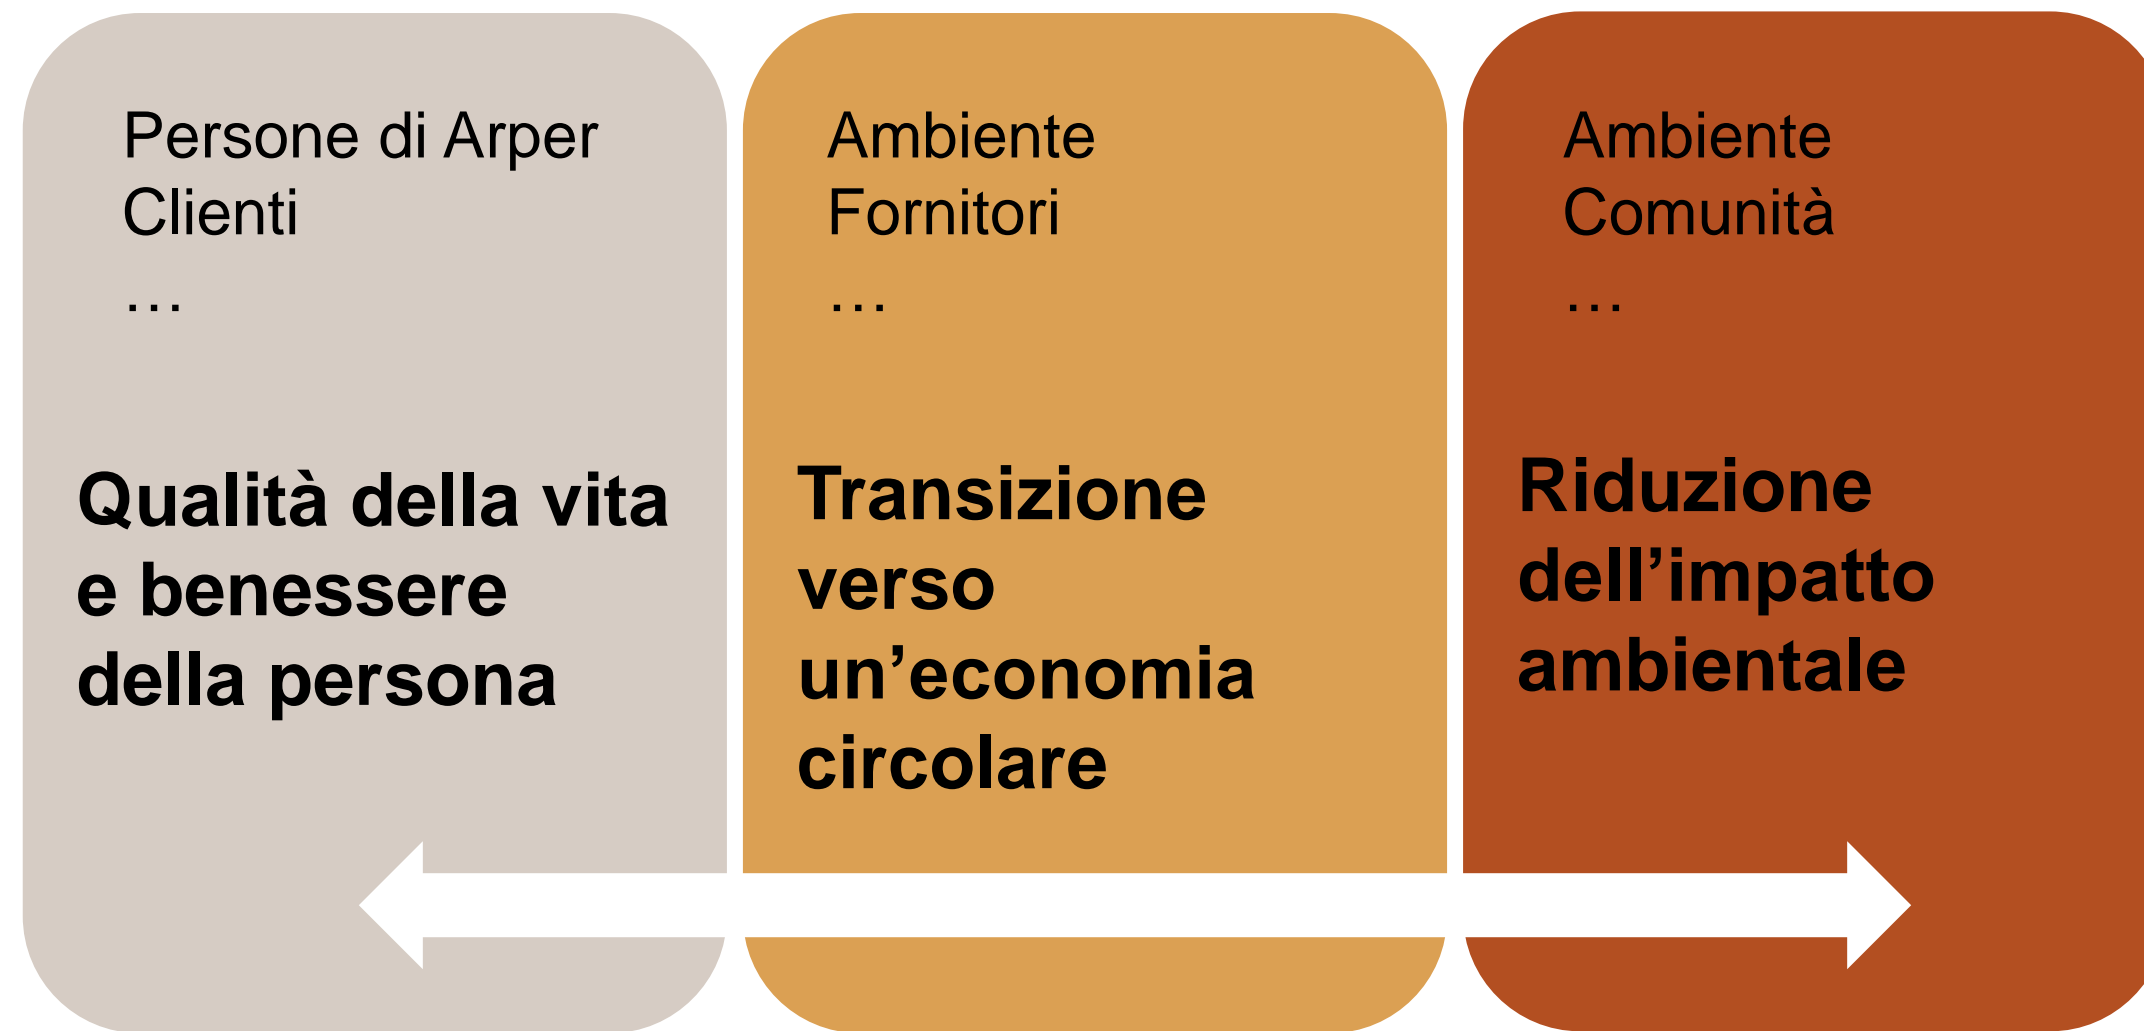 Persone di Arper
Clienti
…
Qualità della vita
e benessere
della persona
Ambiente
Fornitori
…
Transizione
verso
un’economia
circolare
Ambiente
Comunità
…
Riduzione
dell’impatto
ambientale